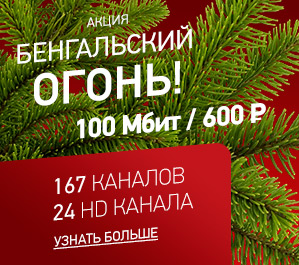 АКЦИЯ
БЕНГАЛЬСКИЙ
ОГОНЬ!
100 Мбит / 600 ₽
167 КАНАЛОВ
24 HD КАНАЛА
УЗНАТЬ БОЛЬШЕ